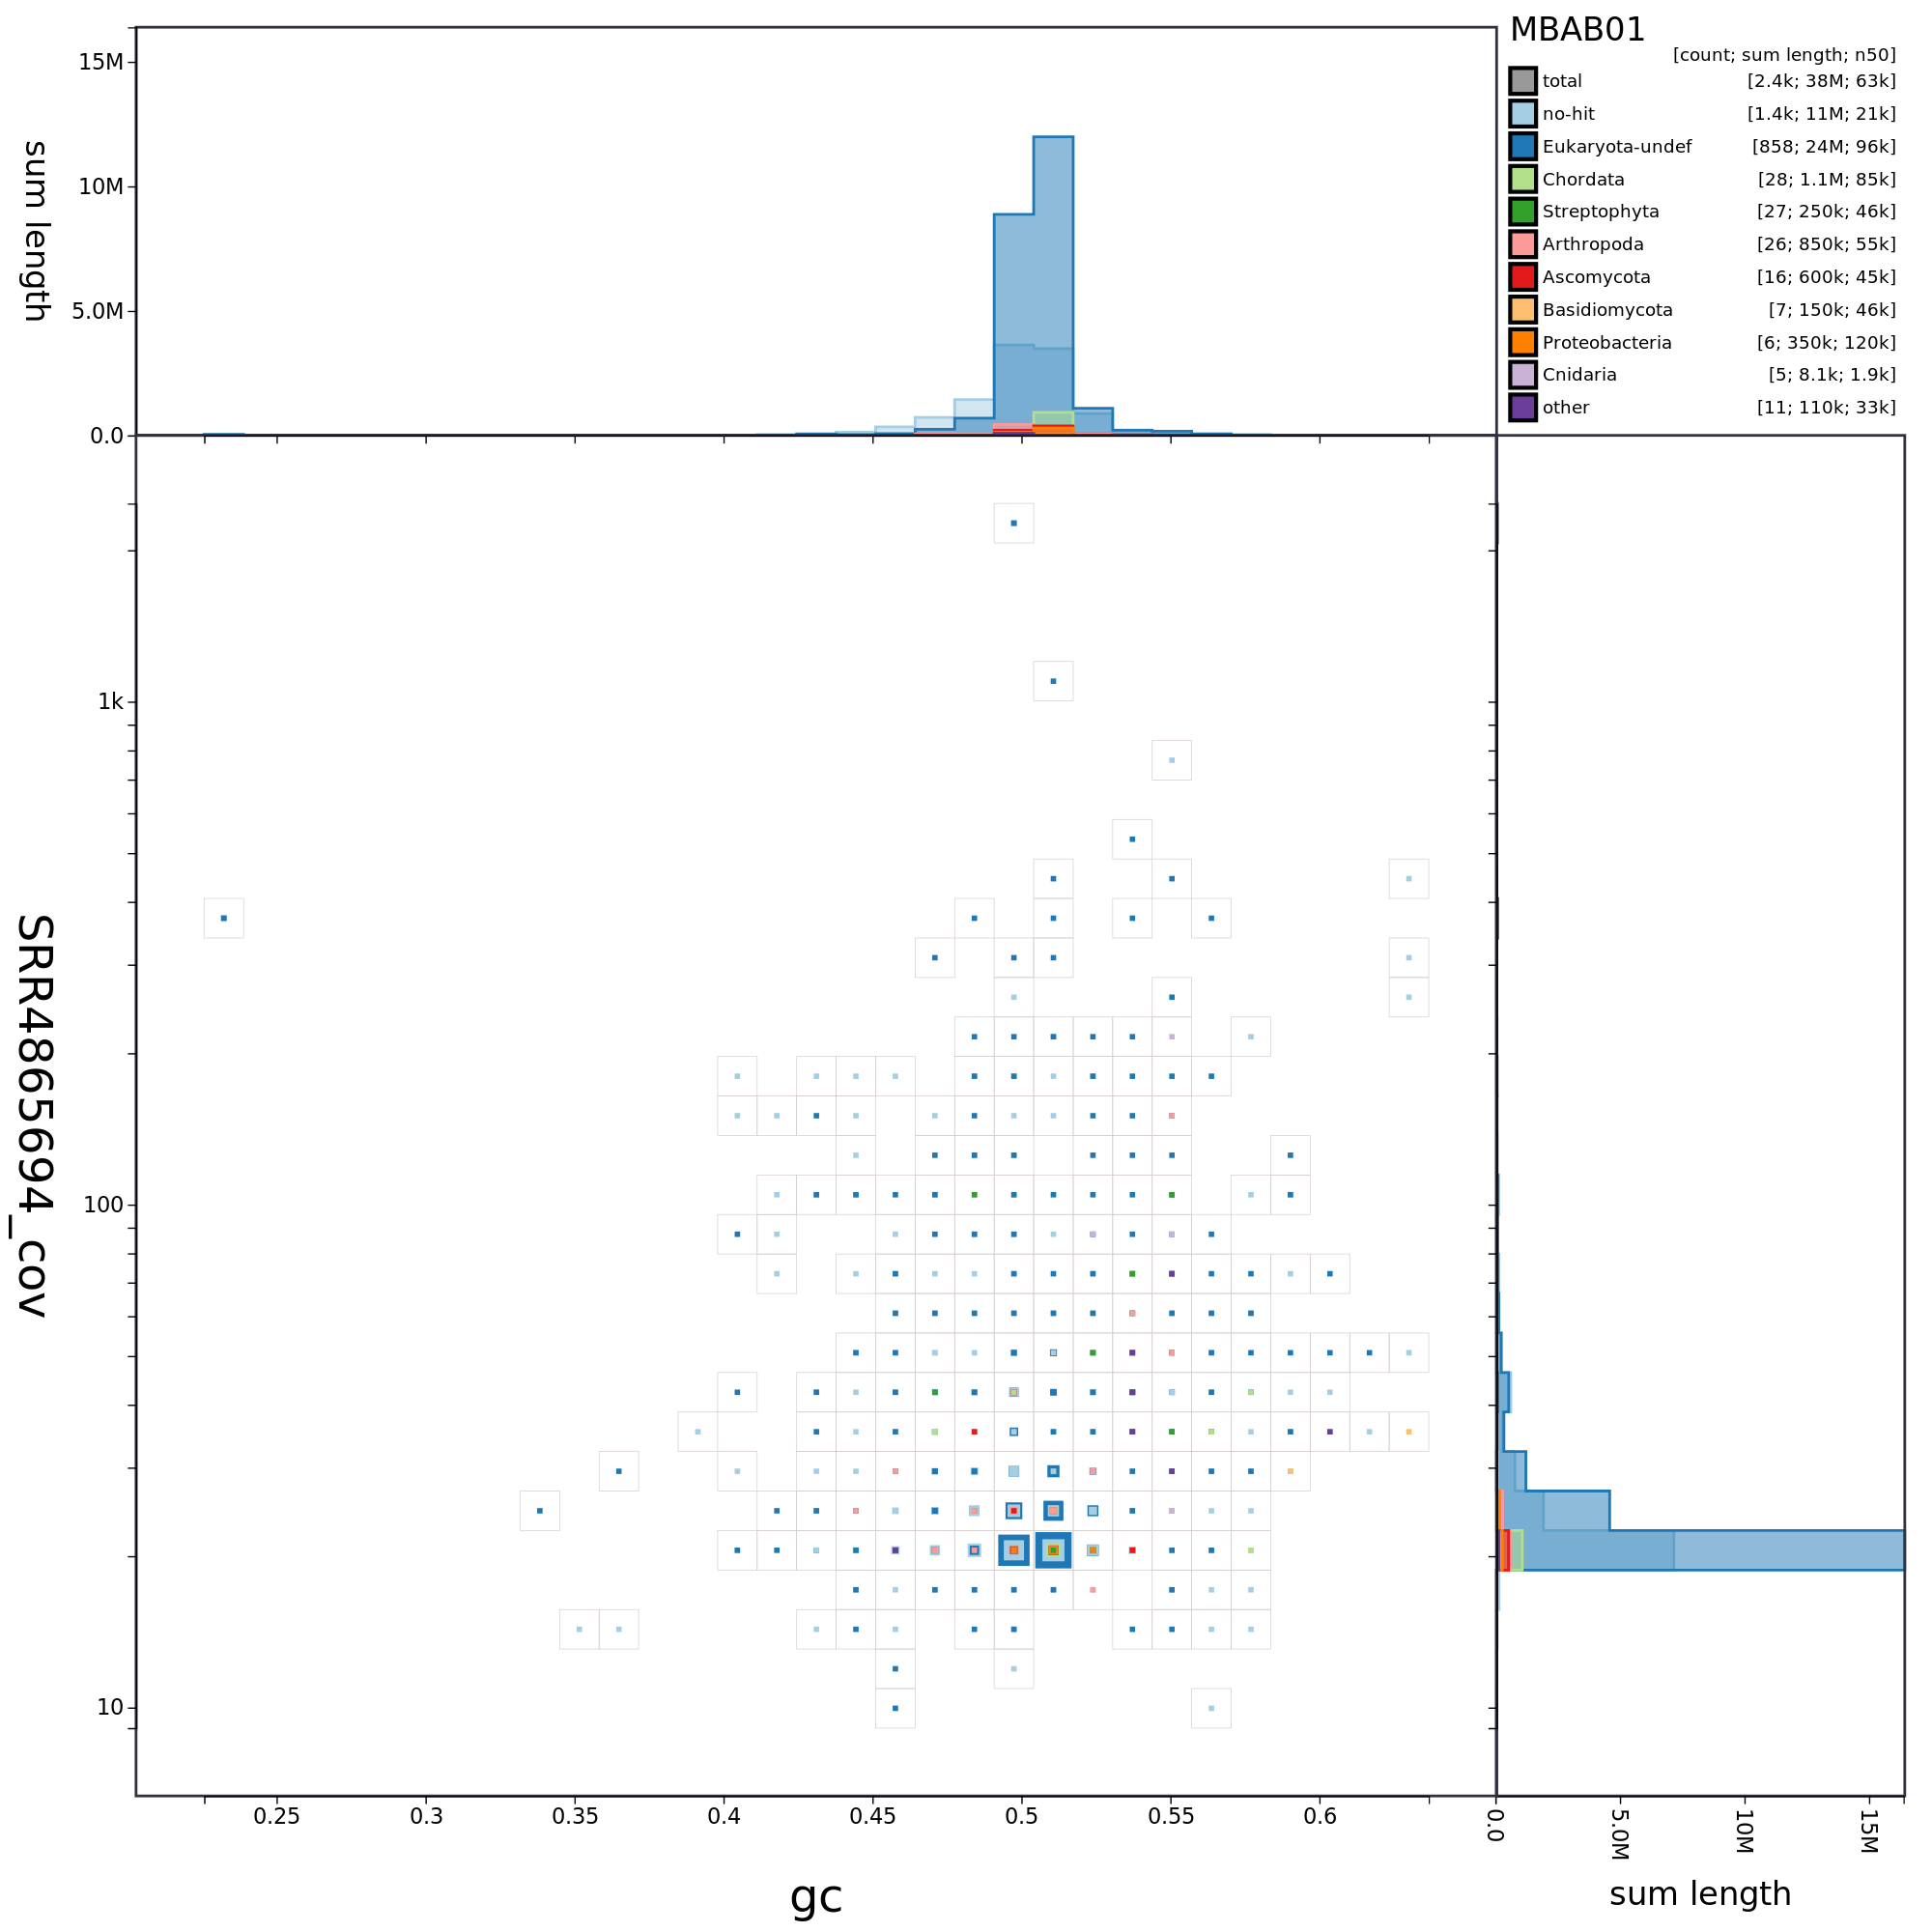 MBAB01
[count; sum length; n50]
total [2.4k; 38M; 63k]
no-hit [1.4k; 11M; 21k]
Eukaryota-undef [858; 24M; 96k]
Chordata [28; 1.1M; 85k]
Streptophyta [27; 250k; 46k]
Arthropoda [26; 850k; 55k]
Ascomycota [16; 600k; 45k]
Basidiomycota [7; 150k; 46k]
Proteobacteria [6; 350k; 120k]
Cnidaria [5; 8.1k; 1.9k]
other [11; 110k; 33k]
sum length
15M
10M
5.0M
0.0
SRR4865694_cov
1k
100
10
0.25 0.3 0.35 0.4 0.45 0.5 0.55 0.6
gc
0.0 5.0M 10M 15M
sum length